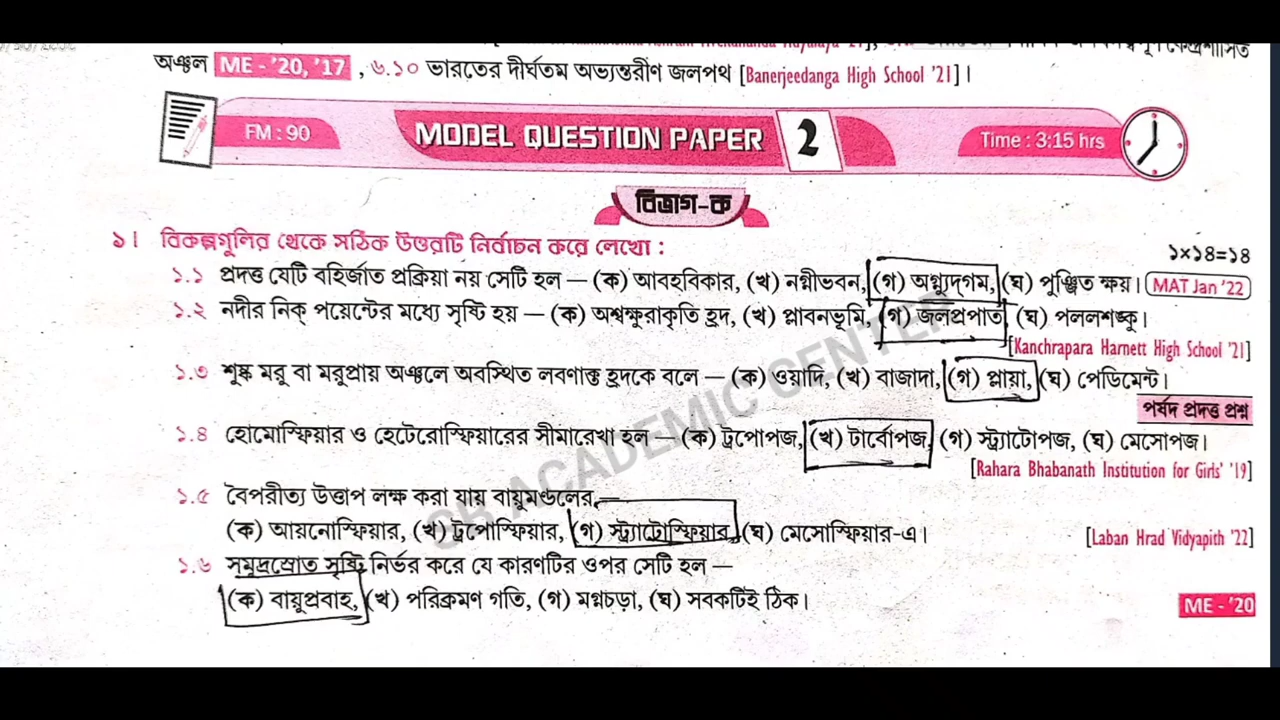 অঞ্চল ME - '20, '17 , ৬.১০ ভারতের দীর্ঘতম অভ্যন্তরীণ জলপথ [Banerjeedanga High School '21]।
FM : 90
MODEL QUESTION PAPER 2
Time : 3:15 hrs
বিভাগ-ক
১। বিকল্পগুলির থেকে সঠিক উত্তরটি নির্বাচন করে লেখো : ১×১৪=১৪
১.১ প্রদত্ত যেটি বহির্জাত প্রক্রিয়া নয় সেটি হল — (ক) আবহবিকার, (খ) নগ্নীভবন, (গ) অগ্ন্যুদ্‌গম, (ঘ) পুঞ্জিত ক্ষয়। MAT Jan '22
১.২ নদীর নিক্ পয়েন্টের মধ্যে সৃষ্টি হয় — (ক) অশ্বক্ষুরাকৃতি হ্রদ, (খ) প্লাবনভূমি, (গ) জলপ্রপাত, (ঘ) পললশঙ্কু।
[Kanchrapara Harnett High School '21]
১.৩ শুষ্ক মরু বা মরুপ্রায় অঞ্চলে অবস্থিত লবণাক্ত হ্রদকে বলে — (ক) ওয়াদি, (খ) বাজাদা, (গ) প্লায়া, (ঘ) পেডিমেন্ট।
পর্ষদ প্রদত্ত প্রশ্ন
১.৪ হোমোস্ফিয়ার ও হেটেরোস্ফিয়ারের সীমারেখা হল — (ক) ট্রপোপজ, (খ) টার্বোপজ, (গ) স্ট্র্যাটোপজ, (ঘ) মেসোপজ।
[Rahara Bhabanath Institution for Girls' '19]
১.৫ বৈপরীত্য উত্তাপ লক্ষ করা যায় বায়ুমণ্ডলের —
(ক) আয়নোস্ফিয়ার, (খ) ট্রপোস্ফিয়ার, (গ) স্ট্র্যাটোস্ফিয়ার, (ঘ) মেসোস্ফিয়ার-এ। [Laban Hrad Vidyapith '22]
১.৬ সমুদ্রস্রোত সৃষ্টি নির্ভর করে যে কারণটির ওপর সেটি হল —
(ক) বায়ুপ্রবাহ, (খ) পরিক্রমণ গতি, (গ) মগ্নচড়া, (ঘ) সবকটিই ঠিক। ME - '20
ACADEMIC CENTER